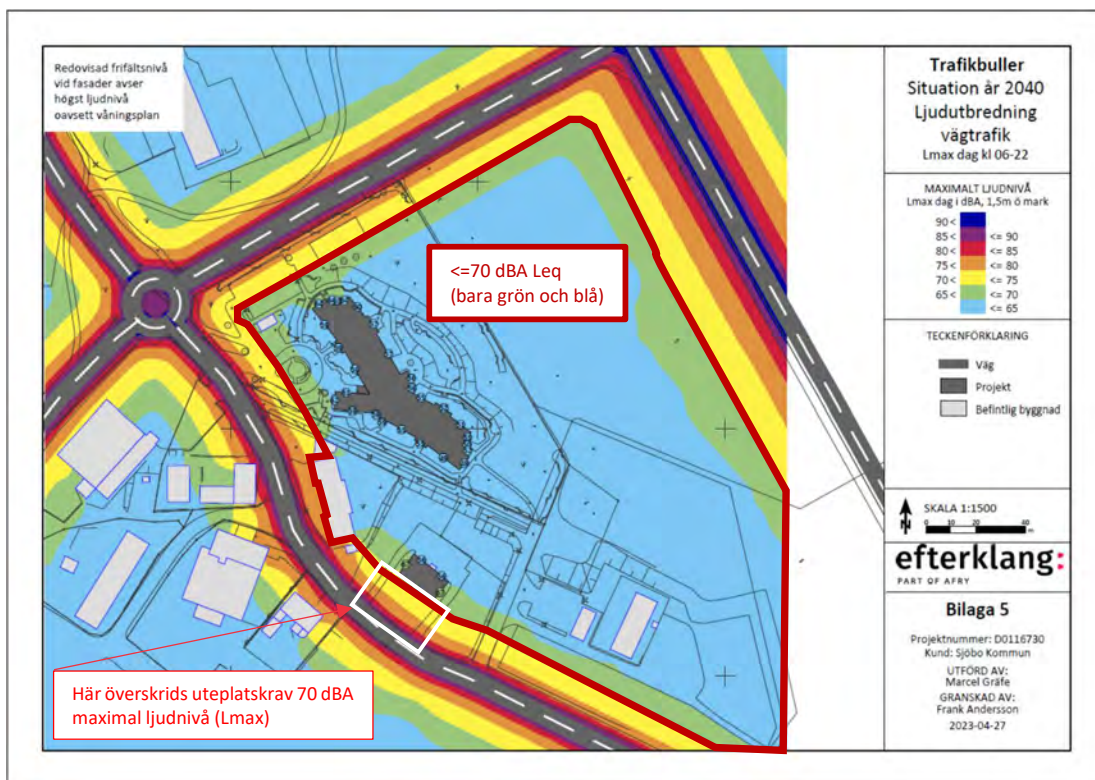 Redovisad frifältsnivå
vid fasader avser
högst ljudnivå
oavsett våningsplan
<=70 dBA Leq
(bara grön och blå)
Här överskrids uteplatskrav 70 dBA
maximal ljudnivå (Lmax)
Trafikbuller
Situation år 2040
Ljudutbredning
vägtrafik
Lmax dag kl 06-22
MAXIMALT LJUDNIVÅ
Lmax dag i dBA, 1,5m ö mark
90 <
85 < <= 90
80 < <= 85
75 < <= 80
70 < <= 75
65 < <= 70
<= 65
TECKENFÖRKLARING
Väg
Projekt
Befintlig byggnad
N
SKALA 1:1500
0 10 20 40
m
efterklang:
PART OF AFRY
Bilaga 5
Projektnummer: D0116730
Kund: Sjöbo Kommun
UTFÖRD AV:
Marcel Gräfe
GRANSKAD AV:
Frank Andersson
2023-04-27